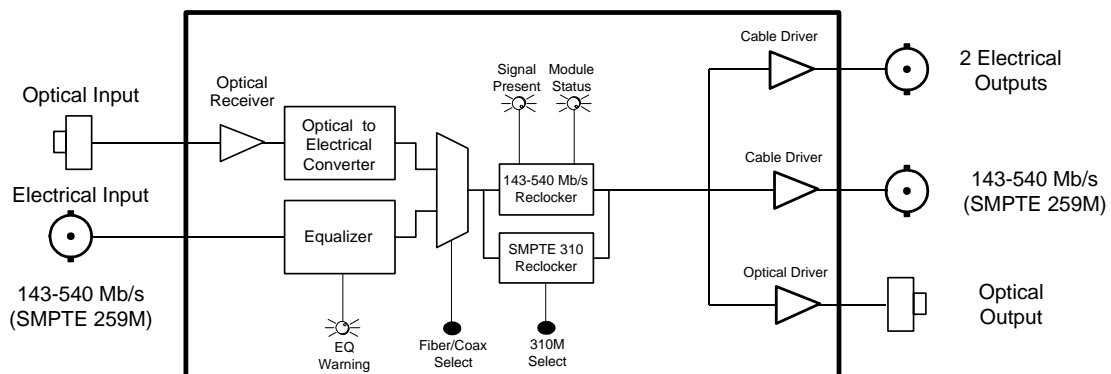 Optical Input
Electrical Input
143-540 Mb/s
(SMPTE 259M)
Optical
Receiver
Optical to
Electrical
Converter
Equalizer
EQ
Warning
Fiber/Coax
Select
Signal
Present
Module
Status
143-540 Mb/s
Reclocker
SMPTE 310
Reclocker
310M
Select
Cable Driver
Cable Driver
Optical Driver
2 Electrical
Outputs
143-540 Mb/s
(SMPTE 259M)
Optical
Output